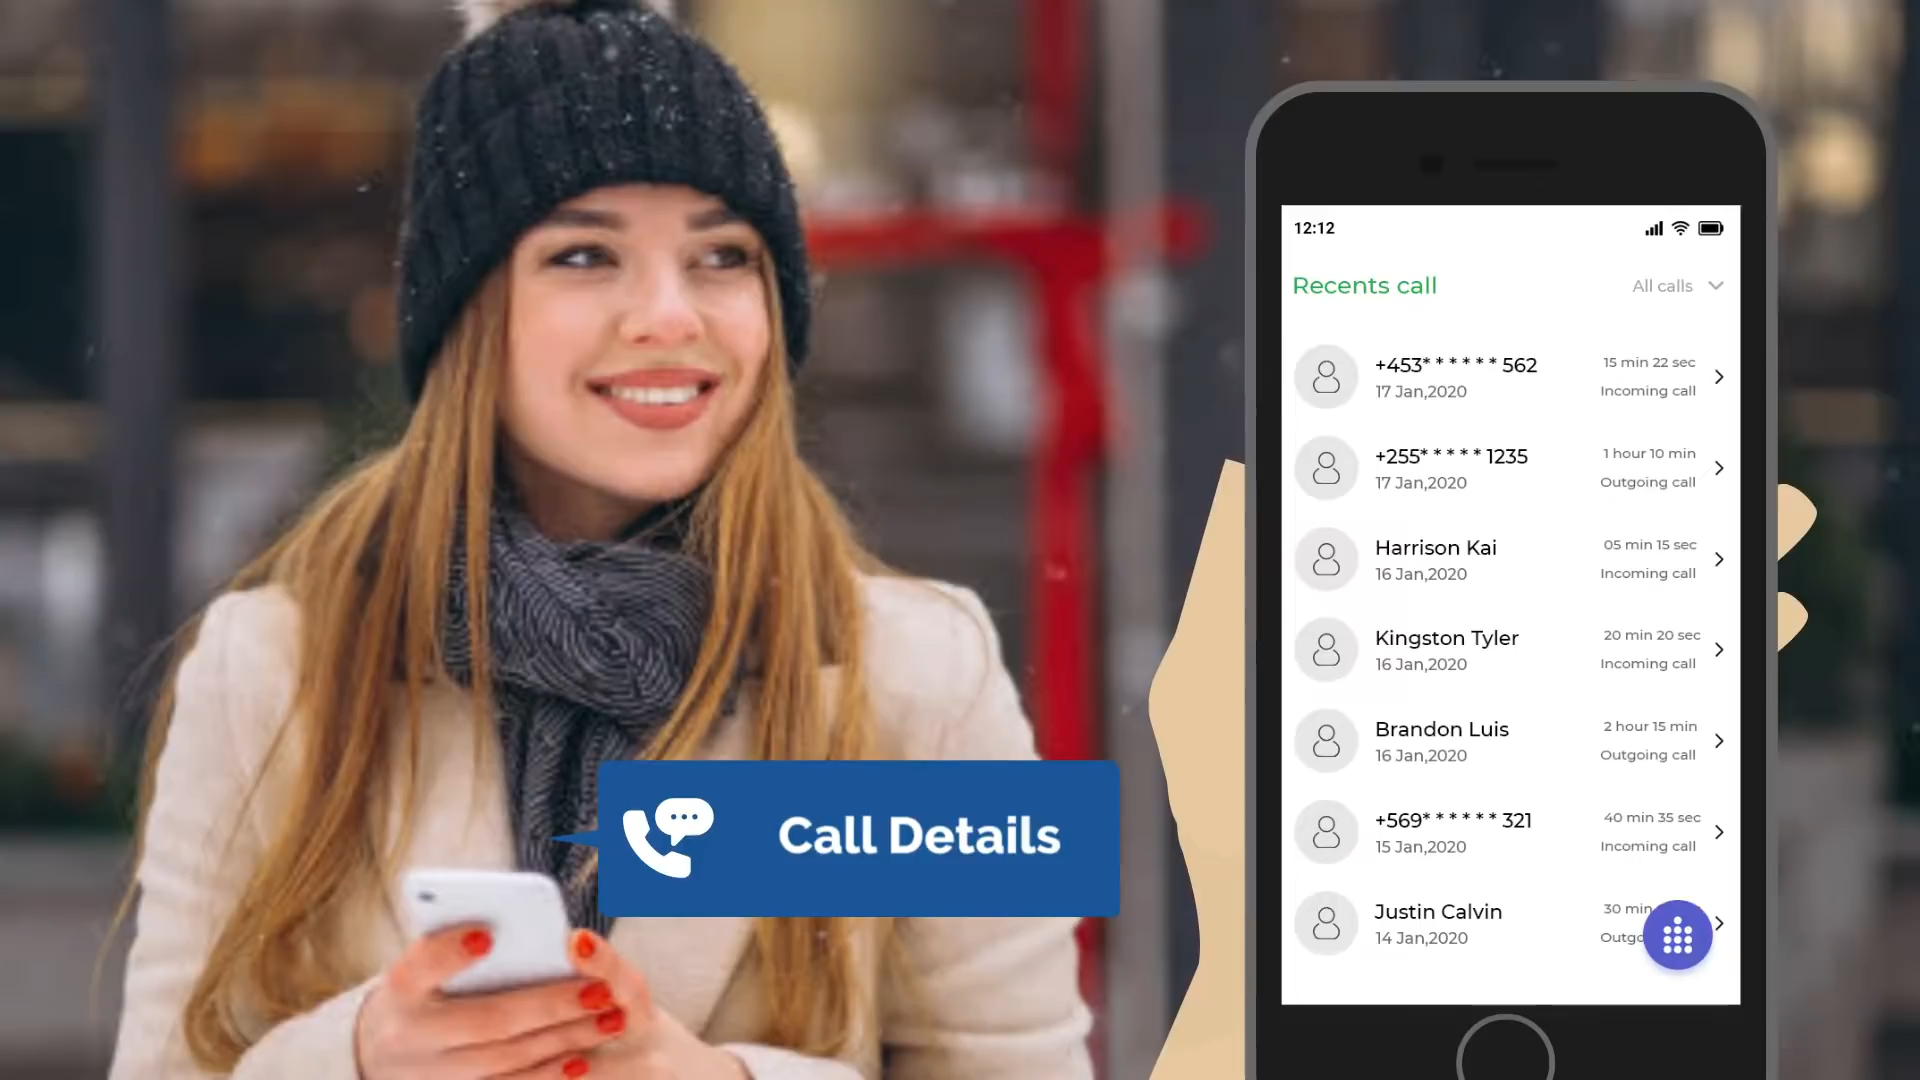 12:12
Recents call
All calls
+453* * * * * * 562
15 min 22 sec
17 Jan,2020
Incoming call
+255* * * * * 1235
1 hour 10 min
17 Jan,2020
Outgoing call
Harrison Kai
05 min 15 sec
16 Jan,2020
Incoming call
Kingston Tyler
20 min 20 sec
16 Jan,2020
Incoming call
Brandon Luis
2 hour 15 min
16 Jan,2020
Outgoing call
+569* * * * * * 321
40 min 35 sec
15 Jan,2020
Incoming call
Justin Calvin
30 min
14 Jan,2020
Call Details